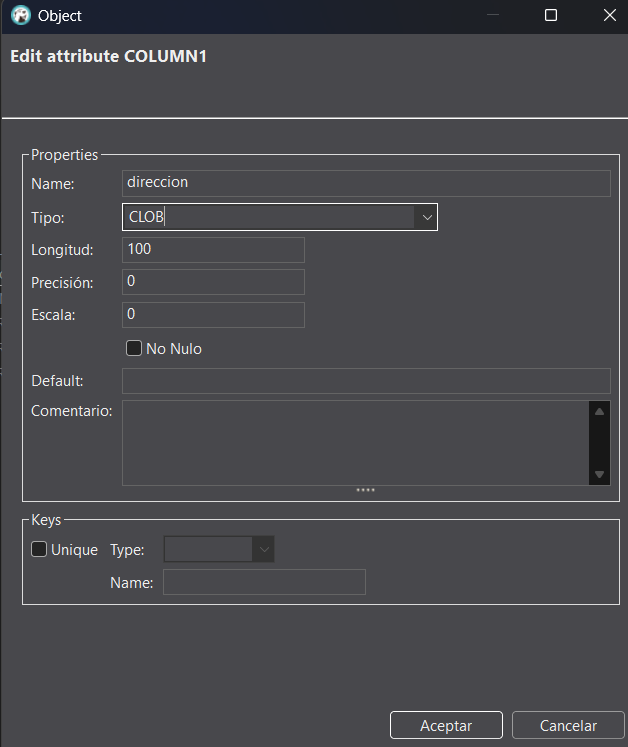 Object
Edit attribute COLUMN1
Properties
Name: direccion
Tipo: CLOB
Longitud: 100
Precisión: 0
Escala: 0
No Nulo
Default:
Comentario:
Keys
Unique Type:
Name:
Aceptar Cancelar